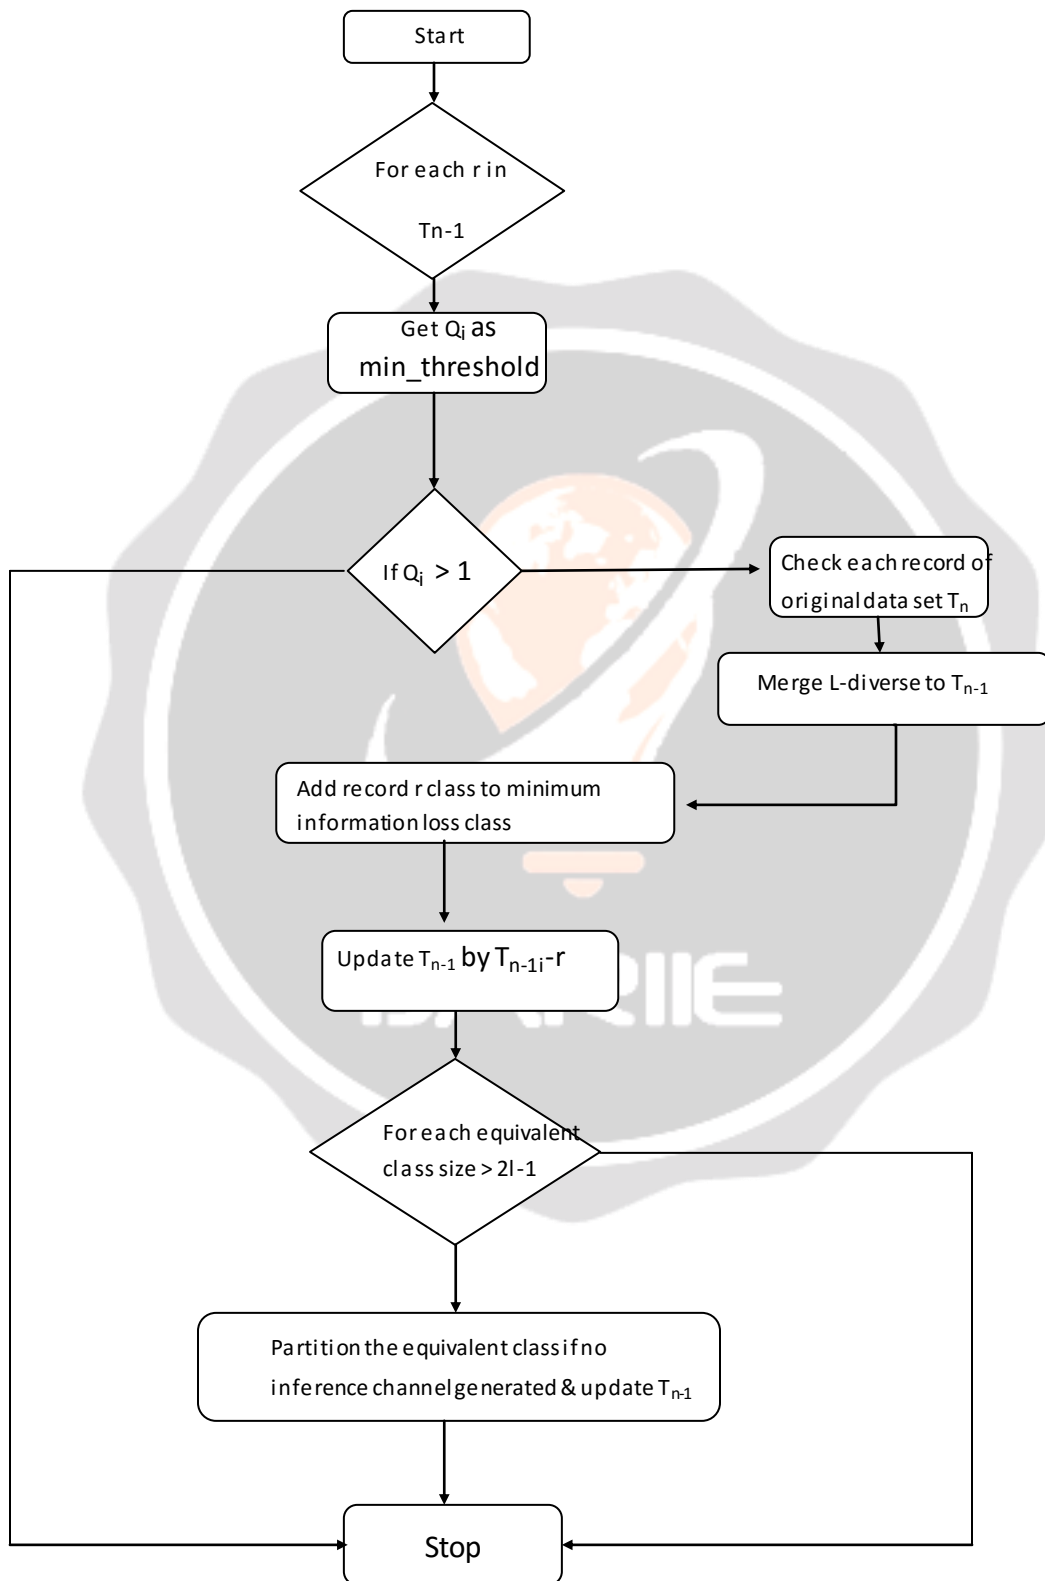 Start
For each r in
Tn-1
Get Qi as
min_threshold
If Qi > 1
Check each record of
original data set Tn
Merge L-diverse to Tn-1
Add record r class to minimum
information loss class
Update Tn-1 by Tn-1i-r
IJARIIE
For each equivalent
class size > 2l-1
Partition the equivalent class if no
inference channel generated & update Tn-1
Stop